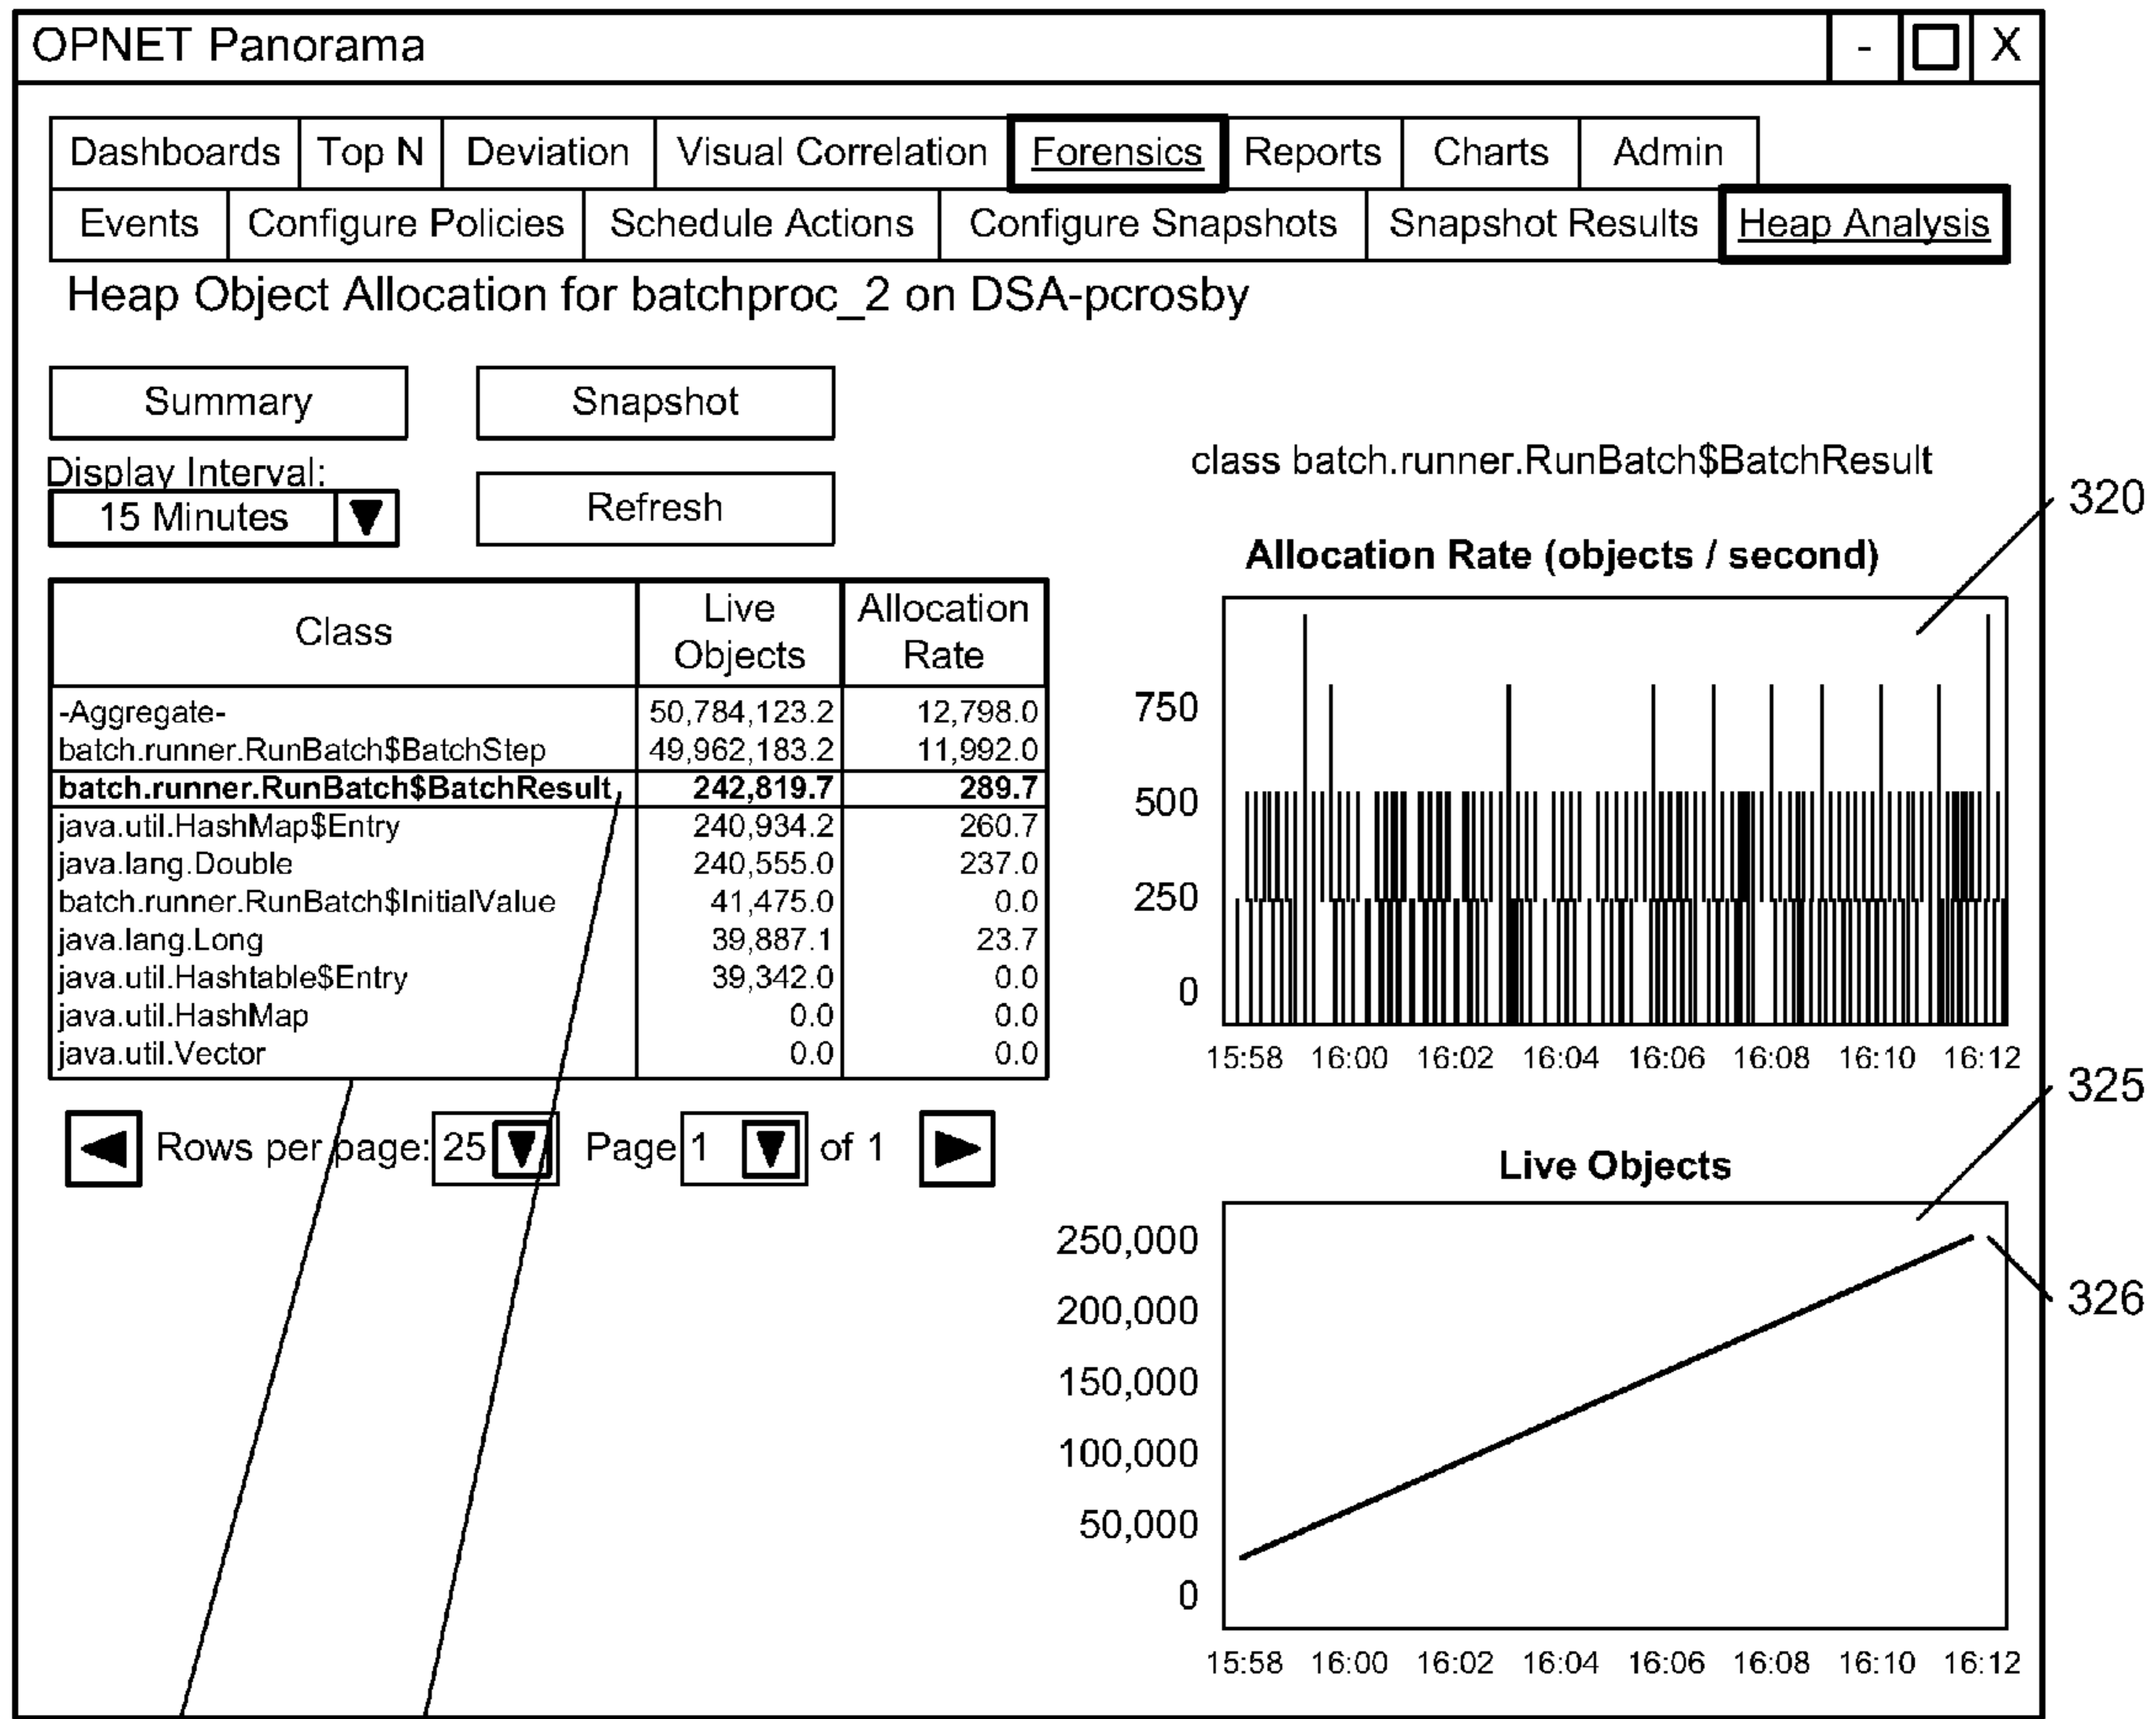 OPNET Panorama - X
Dashboards Top N Deviation Visual Correlation Forensics Reports Charts Admin
Events Configure Policies Schedule Actions Configure Snapshots Snapshot Results Heap Analysis
Heap Object Allocation for batchproc_2 on DSA-pcrosby
Summary Snapshot
Display Interval:
15 Minutes Refresh
Class Live Objects Allocation Rate
-Aggregate- 50,784,123.2 12,798.0
batch.runner.RunBatch$BatchStep 49,962,183.2 11,992.0
batch.runner.RunBatch$BatchResult 242,819.7 289.7
java.util.HashMap$Entry 240,934.2 260.7
java.lang.Double 240,555.0 237.0
batch.runner.RunBatch$InitialValue 41,475.0 0.0
java.lang.Long 39,887.1 23.7
java.util.Hashtable$Entry 39,342.0 0.0
java.util.HashMap 0.0 0.0
java.util.Vector 0.0 0.0
Rows per page: 25 Page 1 of 1
class batch.runner.RunBatch$BatchResult
320
Allocation Rate (objects / second)
750
500
250
0
15:58 16:00 16:02 16:04 16:06 16:08 16:10 16:12
325
Live Objects
250,000
326
200,000
150,000
100,000
50,000
0
15:58 16:00 16:02 16:04 16:06 16:08 16:10 16:12